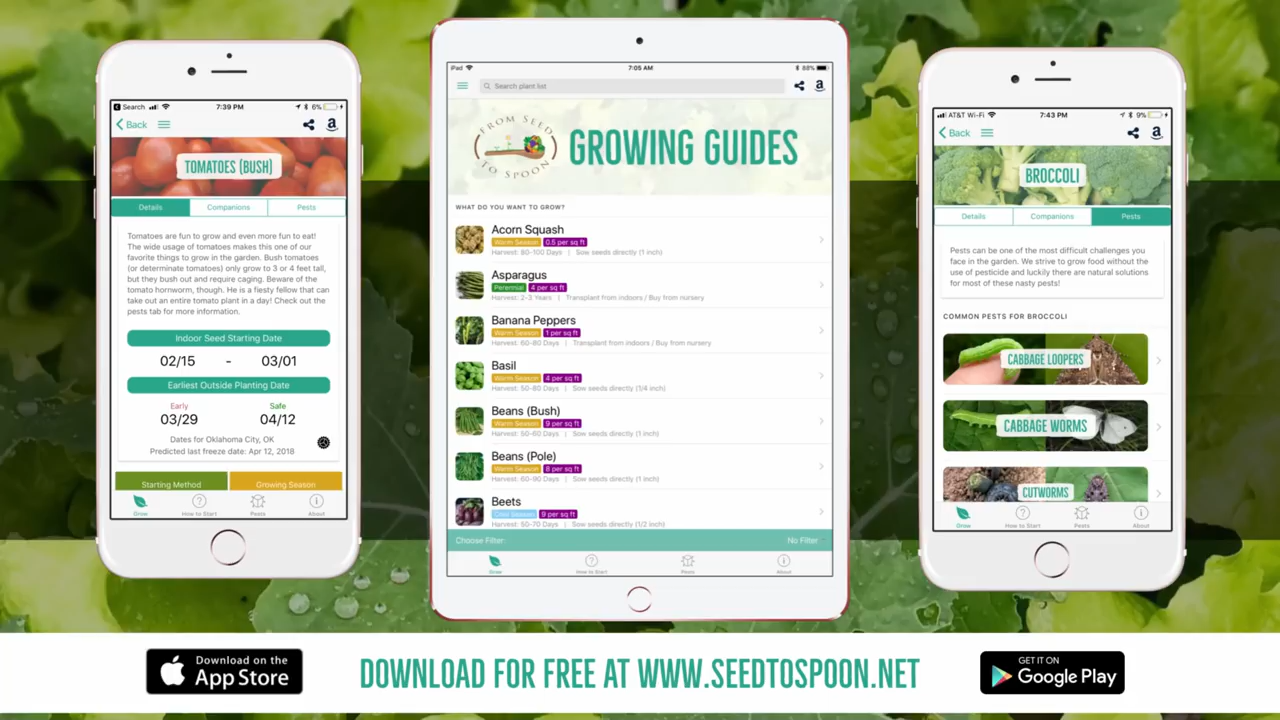 Search
7:39 PM
6%
Back
TOMATOES (BUSH)
Details
Companions
Pests
Tomatoes are fun to grow and even more fun to eat!
The wide usage of tomatoes makes this one of our
favorite things to grow in the garden. Bush tomatoes
(or determinate tomatoes) only grow to 3 or 4 feet tall,
but they bush out and require caging. Beware of the
tomato hornworm, though. He is a fiesty fellow that can
take out an entire tomato plant in a day! Check out the
pests tab for more information.
Indoor Seed Starting Date
02/15 - 03/01
Earliest Outside Planting Date
Early Safe
03/29 04/12
Dates for Oklahoma City, OK
Predicted last freeze date: Apr 12, 2018
Starting Method
Growing Season
Grow
How to Start
Pests
About
iPad
7:05 AM
88%
Search plant list
FROM SEED
TO SPOON
GROWING GUIDES
WHAT DO YOU WANT TO GROW?
Acorn Squash
Warm Season 0.5 per sq ft
Harvest: 80-100 Days | Sow seeds directly (1 inch)
Asparagus
Perennial 4 per sq ft
Harvest: 2-3 Years | Transplant from indoors / Buy from nursery
Banana Peppers
Warm Season 1 per sq ft
Harvest: 60-80 Days | Transplant from indoors / Buy from nursery
Basil
Warm Season 4 per sq ft
Harvest: 50-80 Days | Sow seeds directly (1/4 inch)
Beans (Bush)
Warm Season 9 per sq ft
Harvest: 50-60 Days | Sow seeds directly (1 inch)
Beans (Pole)
Warm Season 8 per sq ft
Harvest: 60-90 Days | Sow seeds directly (1 inch)
Beets
Cool Season 9 per sq ft
Harvest: 50-70 Days | Sow seeds directly (1/2 inch)
Choose Filter: No Filter
Grow
How to Start
Pests
About
AT&T Wi-Fi
7:43 PM
9%
Back
BROCCOLI
Details
Companions
Pests
Pests can be one of the most difficult challenges you
face in the garden. We strive to grow food without the
use of pesticide and luckily there are natural solutions
for most of these nasty pests!
COMMON PESTS FOR BROCCOLI
CABBAGE LOOPERS
CABBAGE WORMS
CUTWORMS
Grow
How to Start
Pests
About
Download on the
App Store
DOWNLOAD FOR FREE AT WWW.SEEDTOSPOON.NET
GET IT ON
Google Play